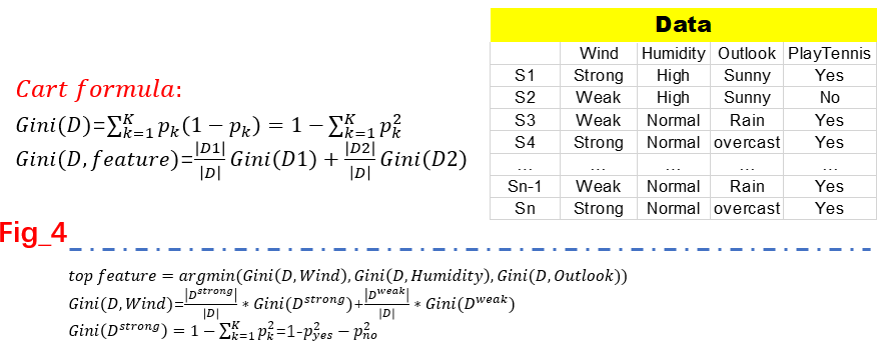 Data
Wind Humidity Outlook PlayTennis
S1 Strong High Sunny Yes
S2 Weak High Sunny No
S3 Weak Normal Rain Yes
S4 Strong Normal overcast Yes
... ... ... ... ...
Sn-1 Weak Normal Rain Yes
Sn Strong Normal overcast Yes
Cart formula:
Gini(D)=∑_{k=1}^{K} p_k(1 − p_k) = 1 − ∑_{k=1}^{K} p_k^2
Gini(D, feature)=|D1|/|D| Gini(D1) + |D2|/|D| Gini(D2)
Fig_4
top feature = argmin(Gini(D, Wind), Gini(D, Humidity), Gini(D, Outlook))
Gini(D, Wind)=|D^{strong}|/|D| * Gini(D^{strong})+|D^{weak}|/|D| * Gini(D^{weak})
Gini(D^{strong}) = 1 − ∑_{k=1}^{K} p_k^2=1-p_{yes}^2 − p_{no}^2